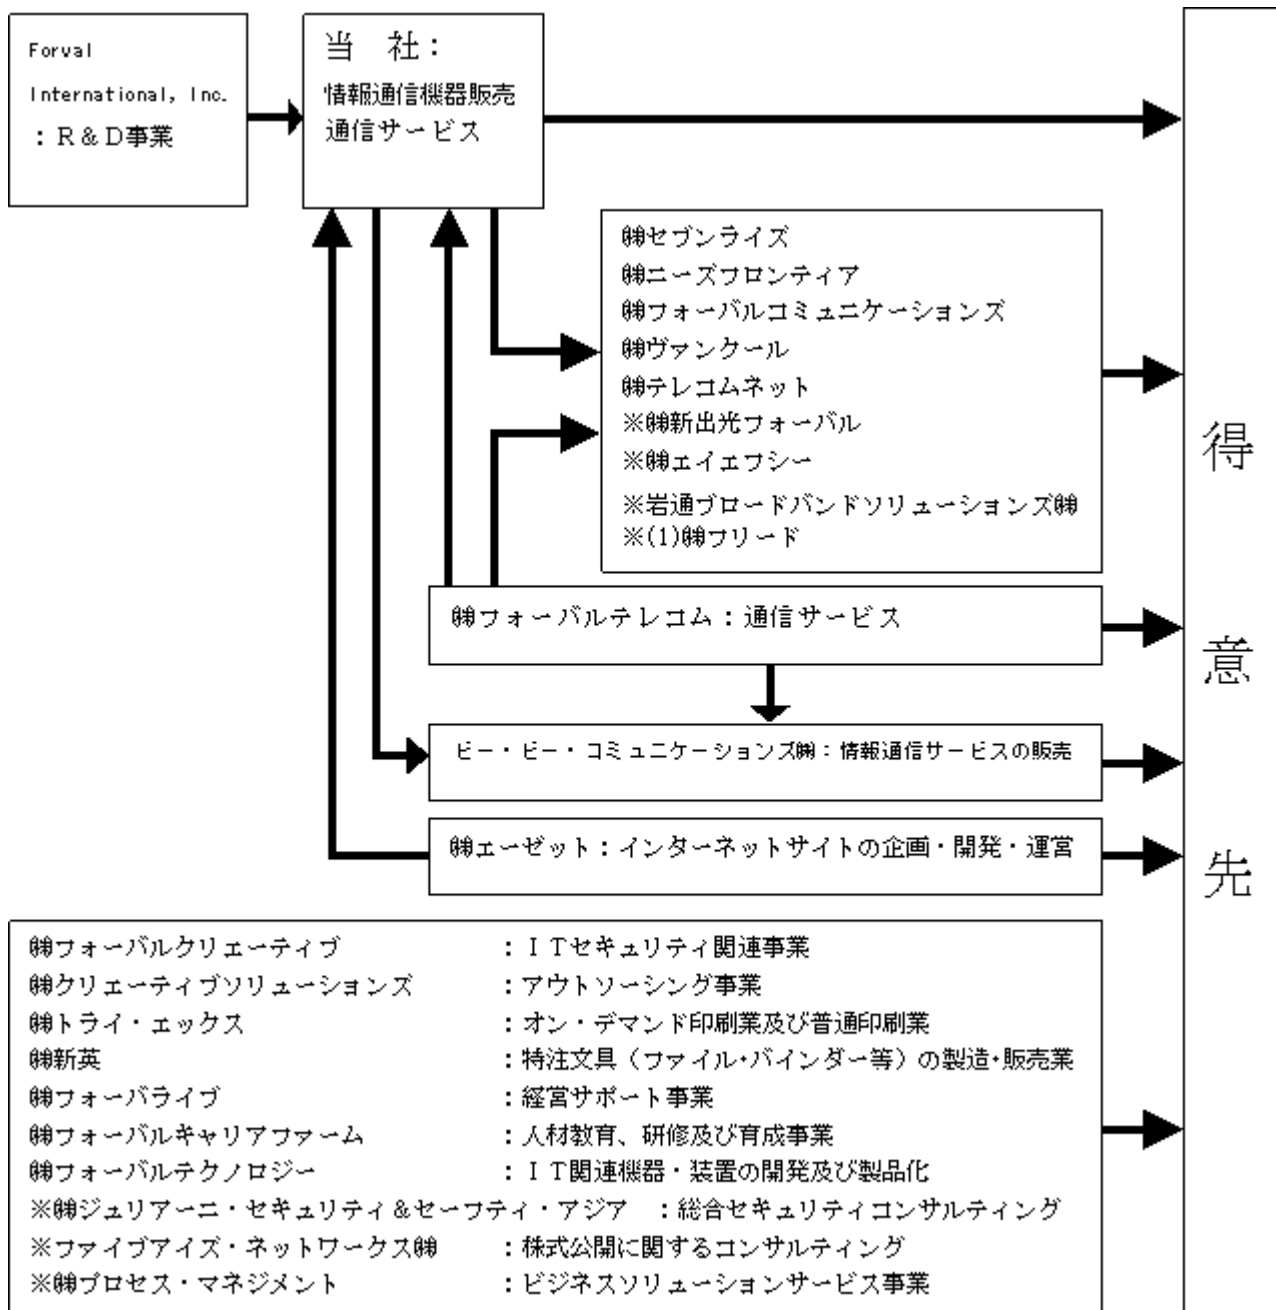 Forval
International, Inc.
：Ｒ＆Ｄ事業
当　社：
情報通信機器販売
通信サービス
㈱セブンライズ
㈱ニーズフロンティア
㈱フォーバルコミュニケーションズ
㈱ヴァンクール
㈱テレコムネット
※㈱新出光フォーバル
※㈱エイエフシー
※岩通ブロードバンドソリューションズ㈱
※(1)㈱フリード
㈱フォーバルテレコム：通信サービス
ビー・ビー・コミュニケーションズ㈱：情報通信サービスの販売
㈱エーゼット：インターネットサイトの企画・開発・運営
㈱フォーバルクリエーティブ　：ＩＴセキュリティ関連事業
㈱クリエーティブソリューションズ　：アウトソーシング事業
㈱トライ・エックス　：オン・デマンド印刷業及び普通印刷業
㈱新英　：特注文具（ファイル・バインダー等）の製造・販売業
㈱フォーバライブ　：経営サポート事業
㈱フォーバルキャリアファーム　：人材教育、研修及び育成事業
㈱フォーバルテクノロジー　：ＩＴ関連機器・装置の開発及び製品化
※㈱ジュリアーニ・セキュリティ＆セーフティ・アジア　：総合セキュリティコンサルティング
※ファイブアイズ・ネットワークス㈱　：株式公開に関するコンサルティング
※㈱プロセス・マネジメント　：ビジネスソリューションサービス事業
得
意
先